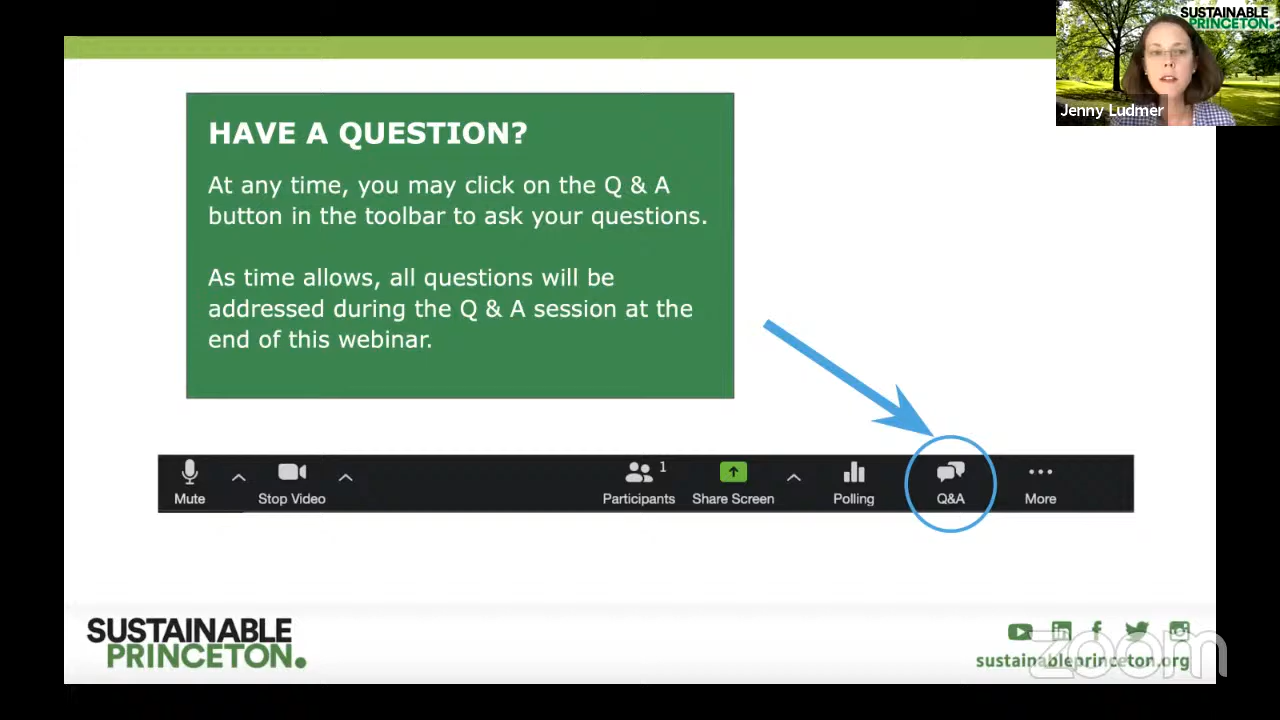 SUSTAINABLE
PRINCETON.
Jenny Ludmer
HAVE A QUESTION?
At any time, you may click on the Q & A
button in the toolbar to ask your questions.
As time allows, all questions will be
addressed during the Q & A session at the
end of this webinar.
Mute
Stop Video
Participants
1
Share Screen
Polling
Q&A
More
SUSTAINABLE
PRINCETON.
sustainableprinceton.org
zoom